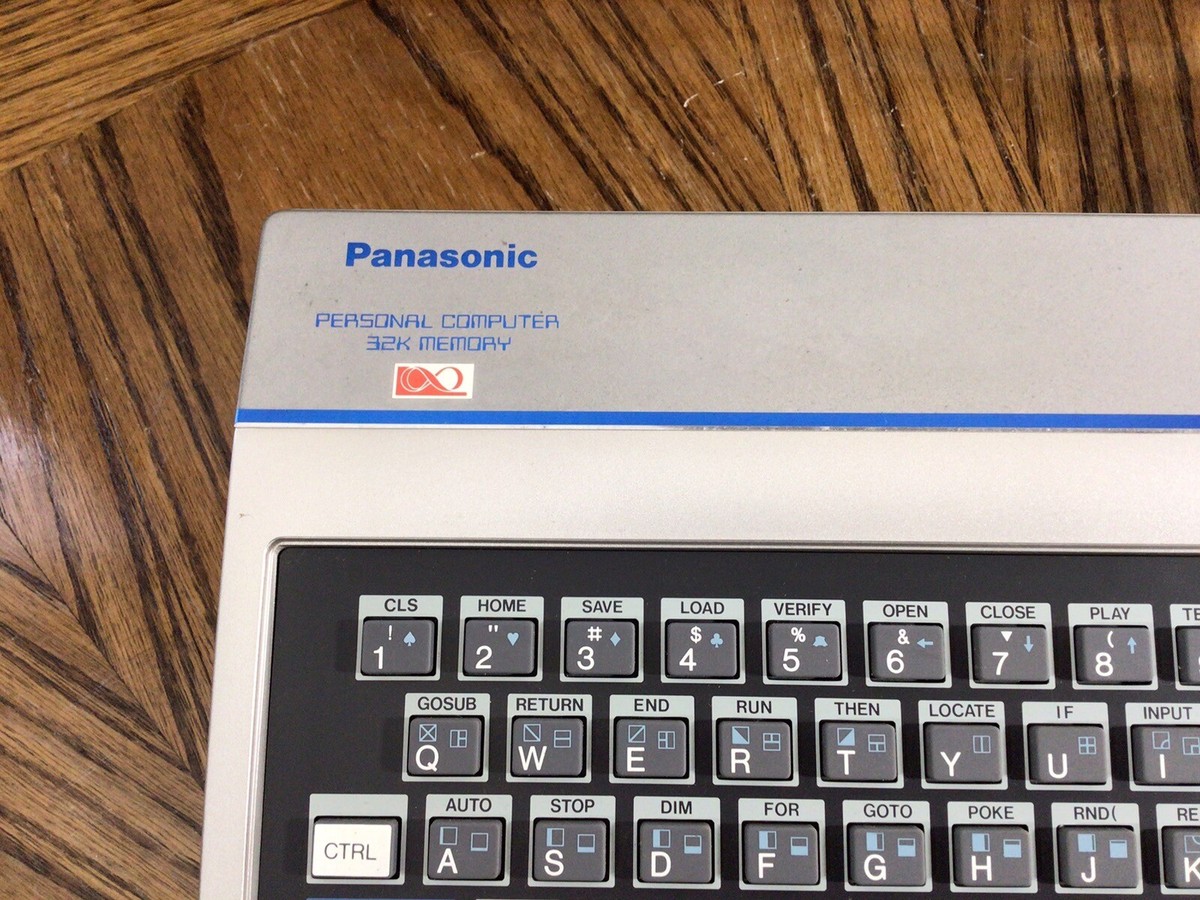 Panasonic
PERSONAL COMPUTER
32K MEMORY
CLS HOME SAVE LOAD VERIFY OPEN CLOSE PLAY
! " # $ % & (
1 2 3 4 5 6 7 8
GOSUB RETURN END RUN THEN LOCATE IF INPUT
Q W E R T Y U I
AUTO STOP DIM FOR GOTO POKE RND(
CTRL A S D F G H J K